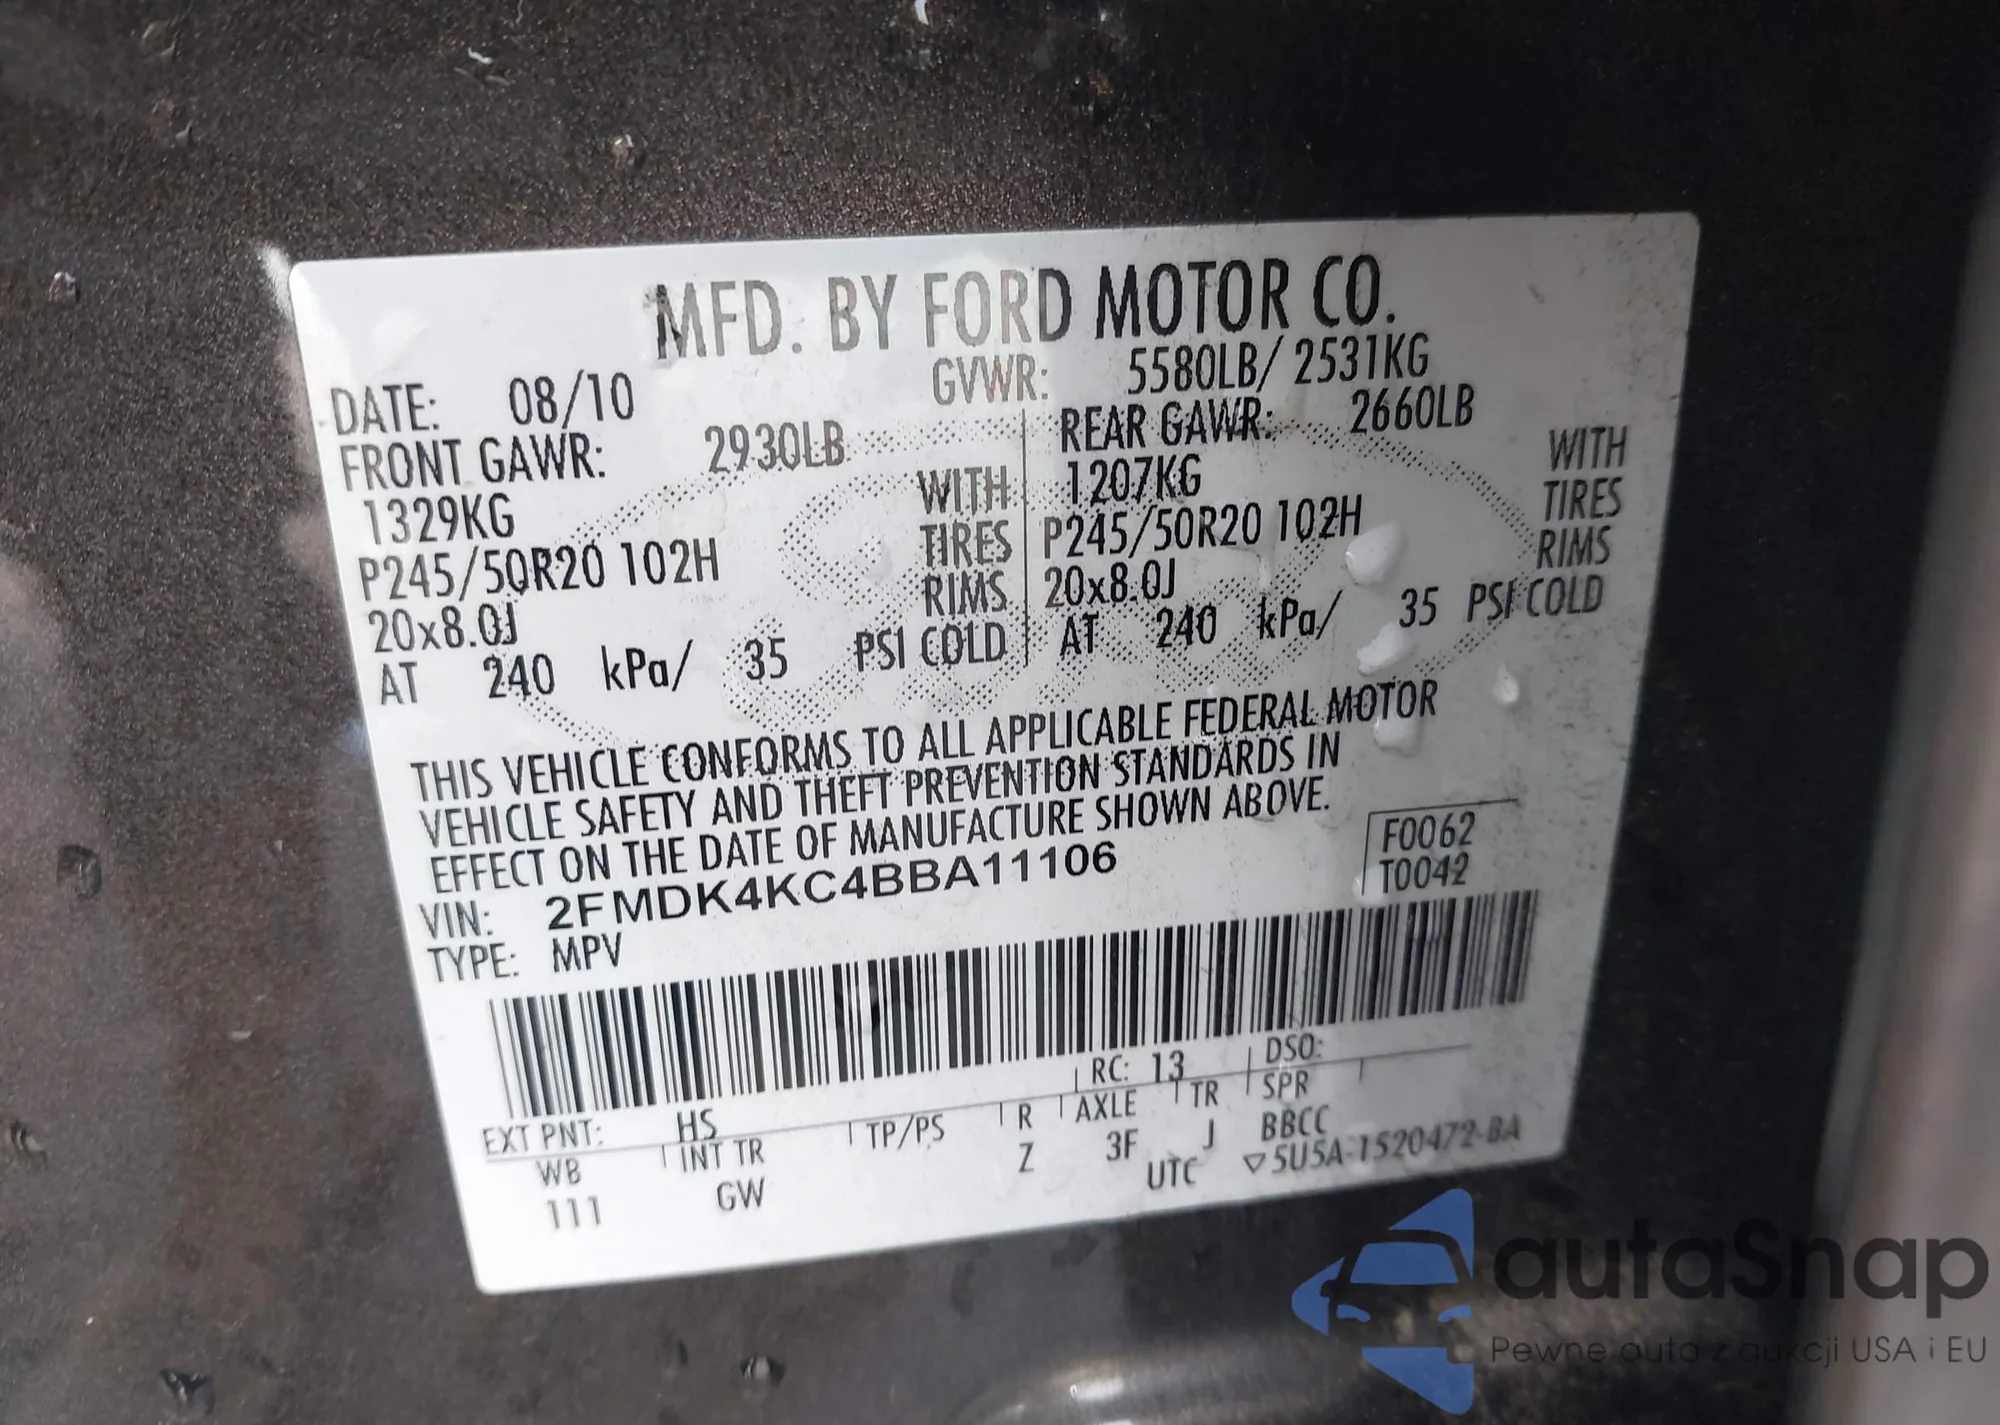 MFD. BY FORD MOTOR CO.
DATE: 08/10 GVWR: 5580LB/ 2531KG
FRONT GAWR: 2930LB REAR GAWR: 2660LB
1329KG WITH 1207KG WITH
P245/50R20 102H TIRES P245/50R20 102H TIRES
20x8.0J RIMS 20x8.0J RIMS
AT 240 kPa/ 35 PSI COLD AT 240 kPa/ 35 PSI COLD
THIS VEHICLE CONFORMS TO ALL APPLICABLE FEDERAL MOTOR
VEHICLE SAFETY AND THEFT PREVENTION STANDARDS IN
EFFECT ON THE DATE OF MANUFACTURE SHOWN ABOVE.
VIN: 2FMDK4KC4BBA11106 F0062
TYPE: MPV T0042
EXT PNT: HS RC: 13 DSO:
WB INT TR TP/PS R AXLE TR SPR
111 GW Z 3F J BBCC
UTC ▽5U5A-1520472-BA
autaSnap
Pewne auta z aukcji USA i EU